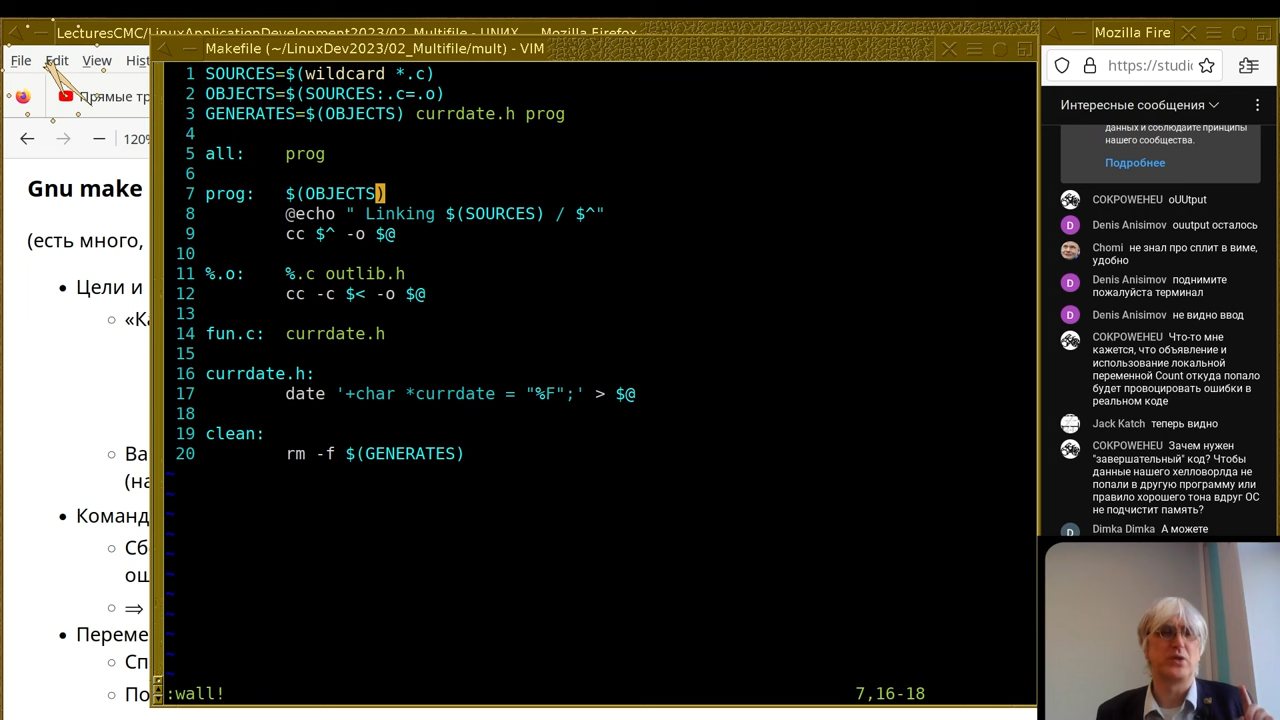 LecturesCMC/LinuxApplicationDevelopment2023/02_Multifile - UNIX — Mozilla Firefox
File Edit View Hist
Прямые тр
120%
Gnu make
(есть много,
Цели и
«Ка
Ва
(на
Команд
Сб
ош
⇒
Переме
Сп
По
Makefile (~/LinuxDev2023/02_Multifile/mult) - VIM
1 SOURCES=$(wildcard *.c)
2 OBJECTS=$(SOURCES:.c=.o)
3 GENERATES=$(OBJECTS) currdate.h prog
4
5 all: prog
6
7 prog: $(OBJECTS)
8 @echo " Linking $(SOURCES) / $^"
9 cc $^ -o $@
10
11 %.o: %.c outlib.h
12 cc -c $< -o $@
13
14 fun.c: currdate.h
15
16 currdate.h:
17 date '+char *currdate = "%F";' > $@
18
19 clean:
20 rm -f $(GENERATES)
~
~
~
~
~
~
~
~
~
~
~
:wall! 7,16-18
Mozilla Fire
https://studio
Интересные сообщения
данных и соблюдайте принципы
нашего сообщества.
Подробнее
СОКРОWЕНЕU oUUtput
Denis Anisimov ouutput осталось
Chomi не знал про сплит в виме,
удобно
Denis Anisimov поднимите
пожалуйста терминал
Denis Anisimov не видно ввод
СОКРОWЕНЕU Что-то мне
кажется, что объявление и
использование локальной
переменной Count откуда попало
будет провоцировать ошибки в
реальном коде
Jack Katch теперь видно
СОКРОWЕНЕU Зачем нужен
"завершательный" код? Чтобы
данные нашего хелловорлда не
попали в другую программу или
правило хорошего тона вдруг ОС
не подчистит память?
Dimka Dimka А можете